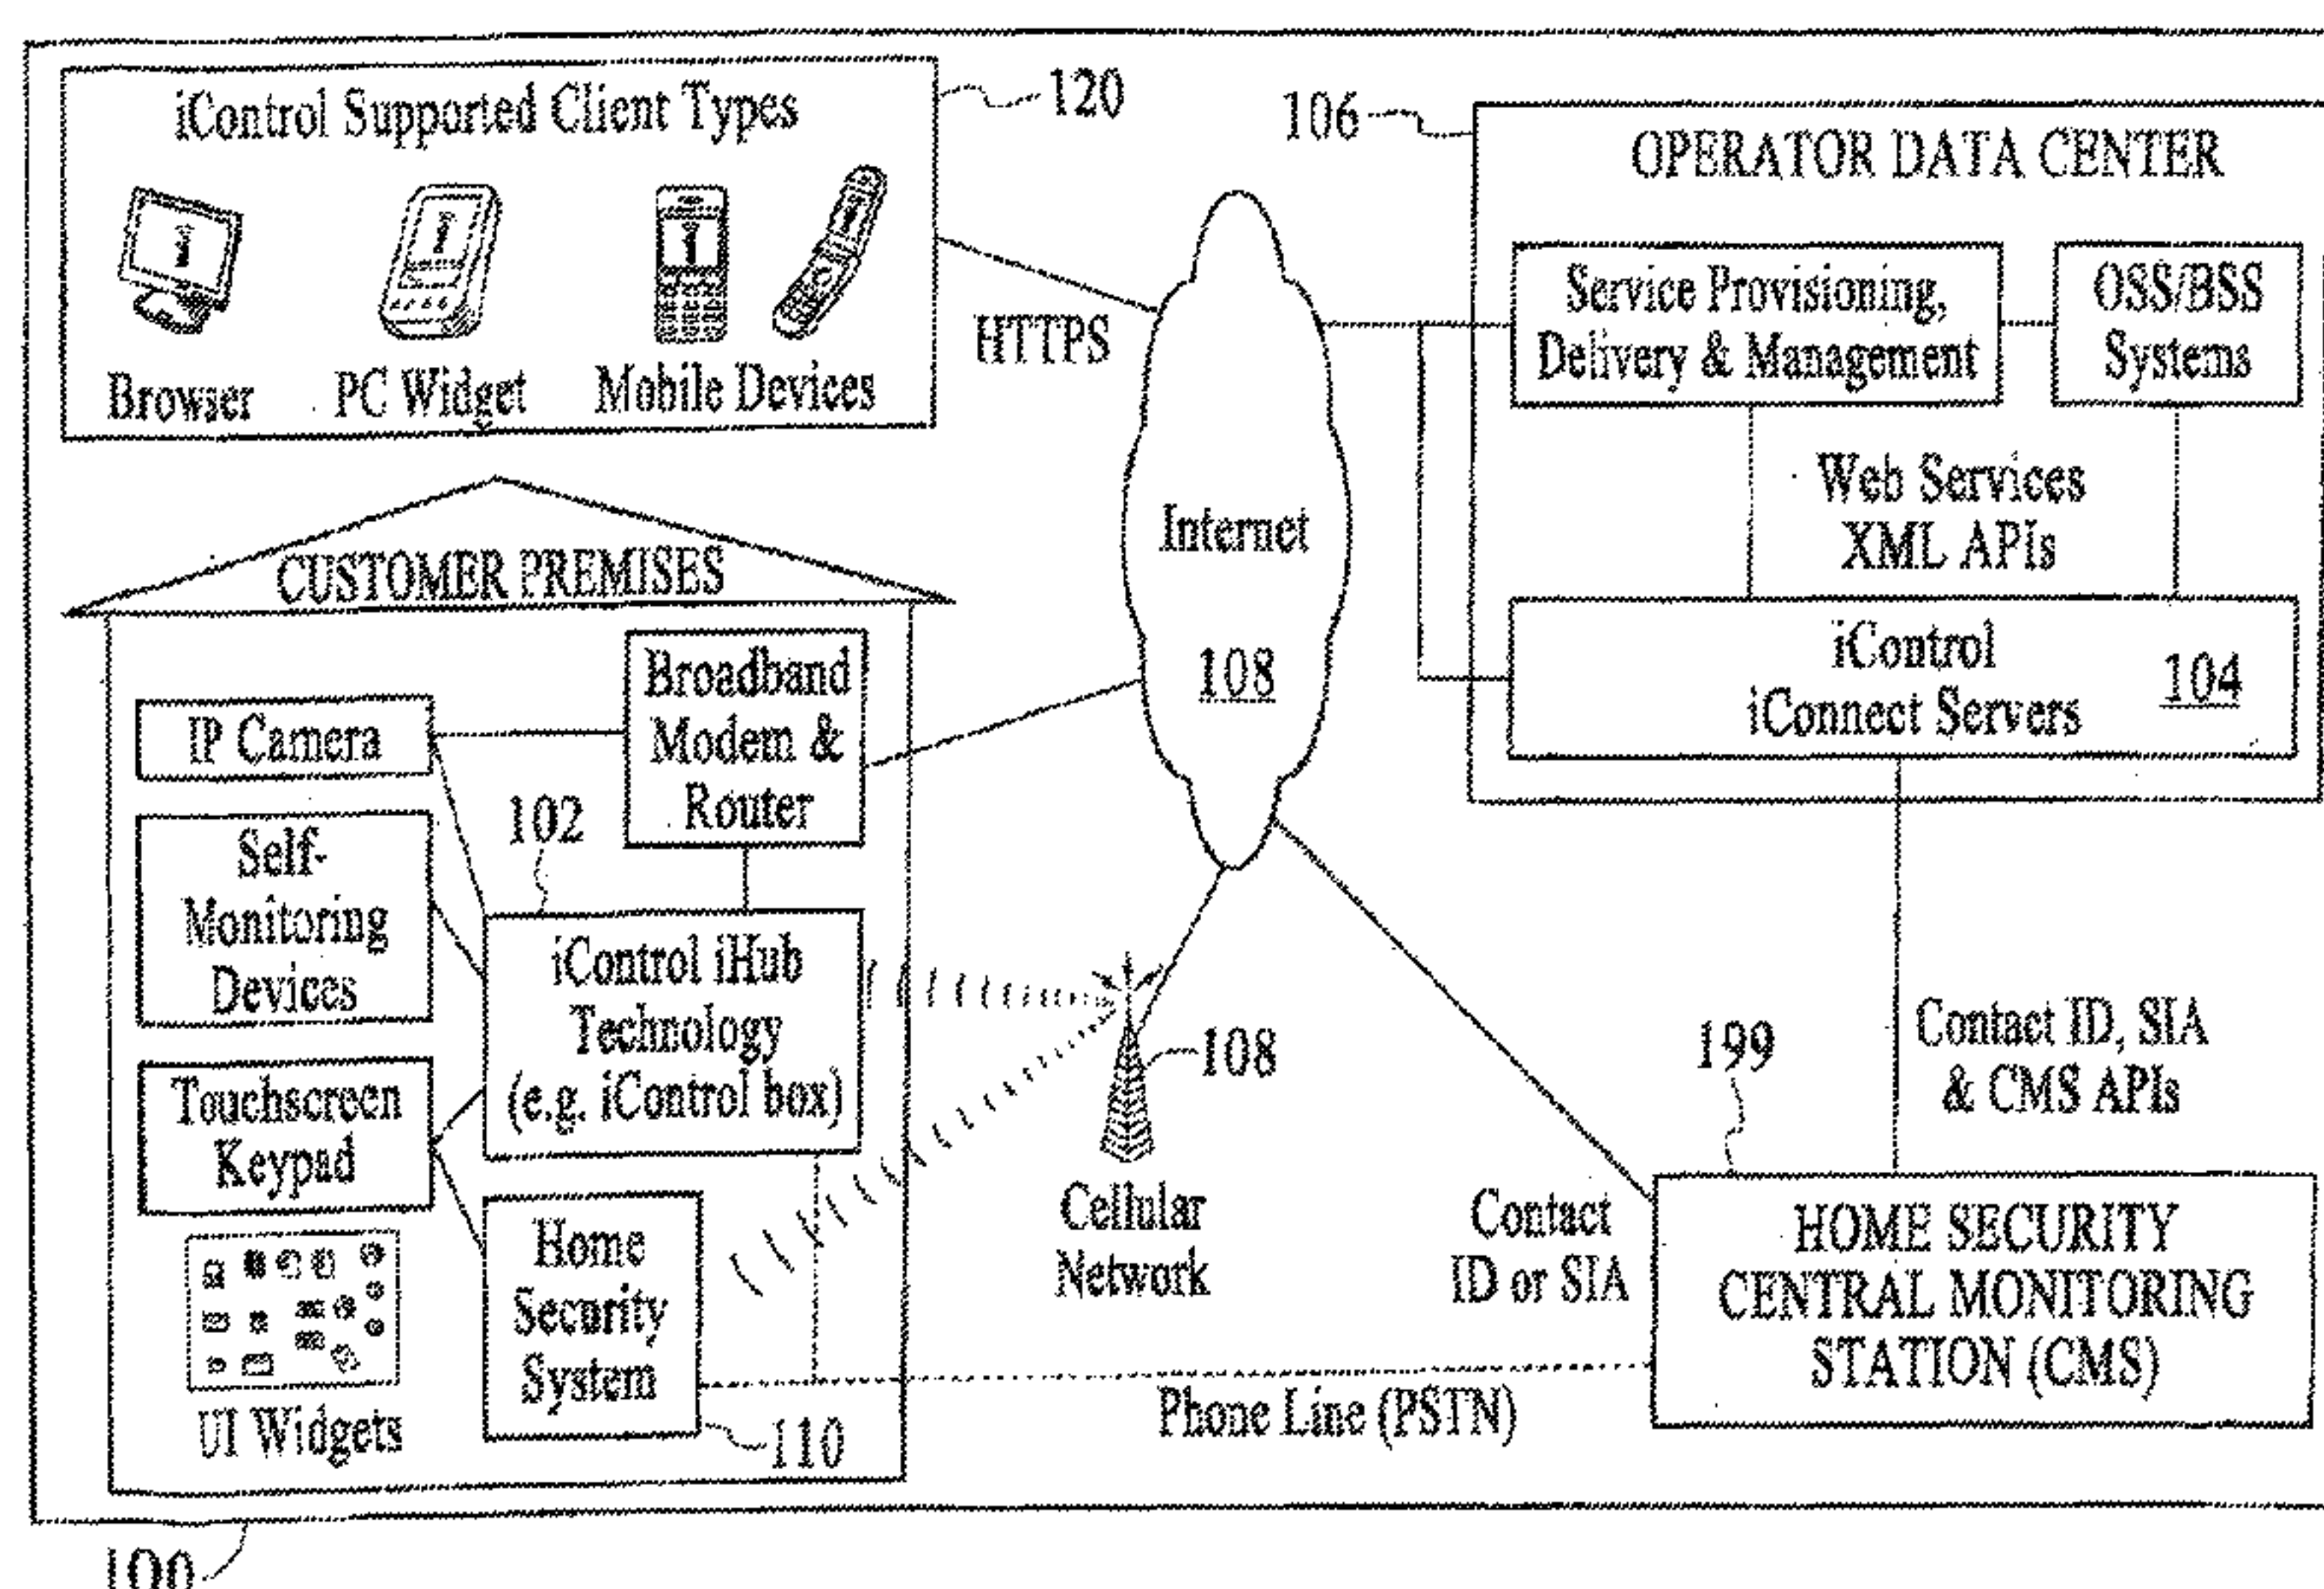 iControl Supported Client Types
120
Browser
PC Widget
Mobile Devices
HTTPS
106
OPERATOR DATA CENTER
Service Provisioning,
Delivery & Management
OSS/BSS
Systems
Web Services
XML APIs
iControl
iConnect Servers
104
Internet
108
CUSTOMER PREMISES
IP Camera
Broadband
Modem &
Router
Self-
Monitoring
Devices
102
iControl iHub
Technology
(e.g. iControl box)
Touchscreen
Keypad
UI Widgets
Home
Security
System
110
108
Cellular
Network
Contact ID, SIA
& CMS APIs
199
Contact
ID or SIA
HOME SECURITY
CENTRAL MONITORING
STATION (CMS)
Phone Line (PSTN)
100